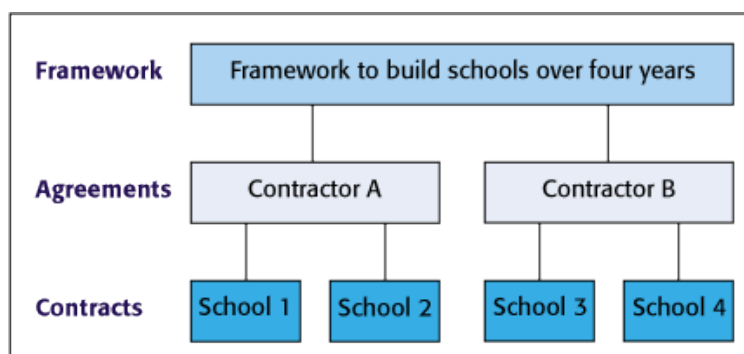 Framework
Framework to build schools over four years
Agreements
Contractor A
Contractor B
Contracts
School 1
School 2
School 3
School 4